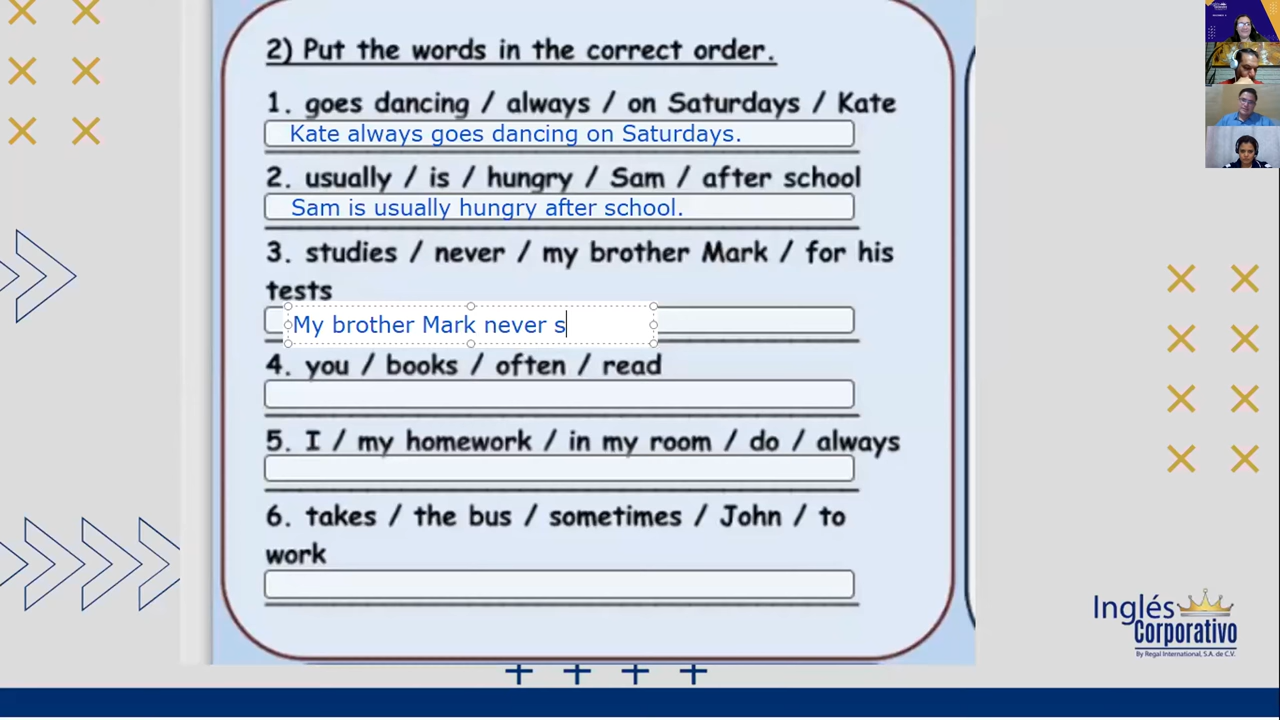 2) Put the words in the correct order.
1. goes dancing / always / on Saturdays / Kate
Kate always goes dancing on Saturdays.
2. usually / is / hungry / Sam / after school
Sam is usually hungry after school.
3. studies / never / my brother Mark / for his
tests
My brother Mark never s
4. you / books / often / read
5. I / my homework / in my room / do / always
6. takes / the bus / sometimes / John / to
work
Inglés
Corporativo
By Regal International, S.A. de C.V.